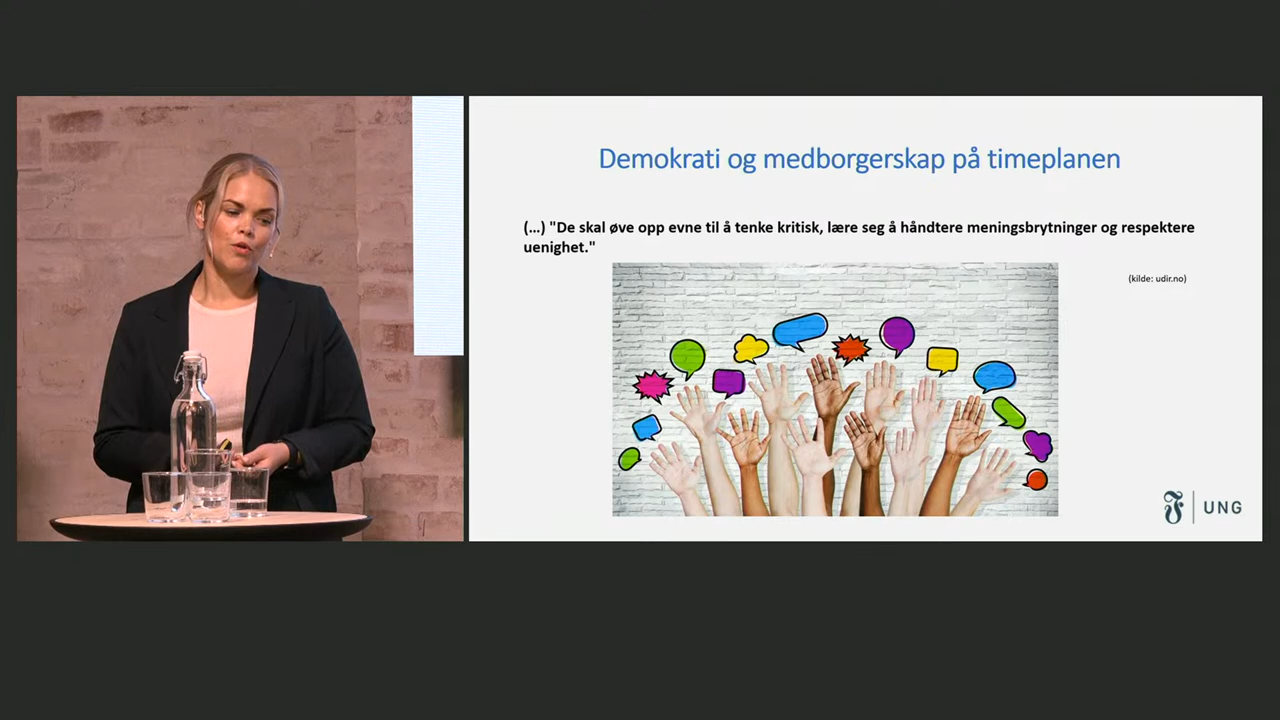 Demokrati og medborgerskap på timeplanen
(...) "De skal øve opp evne til å tenke kritisk, lære seg å håndtere meningsbrytninger og respektere
uenighet."
(kilde: udir.no)
F UNG